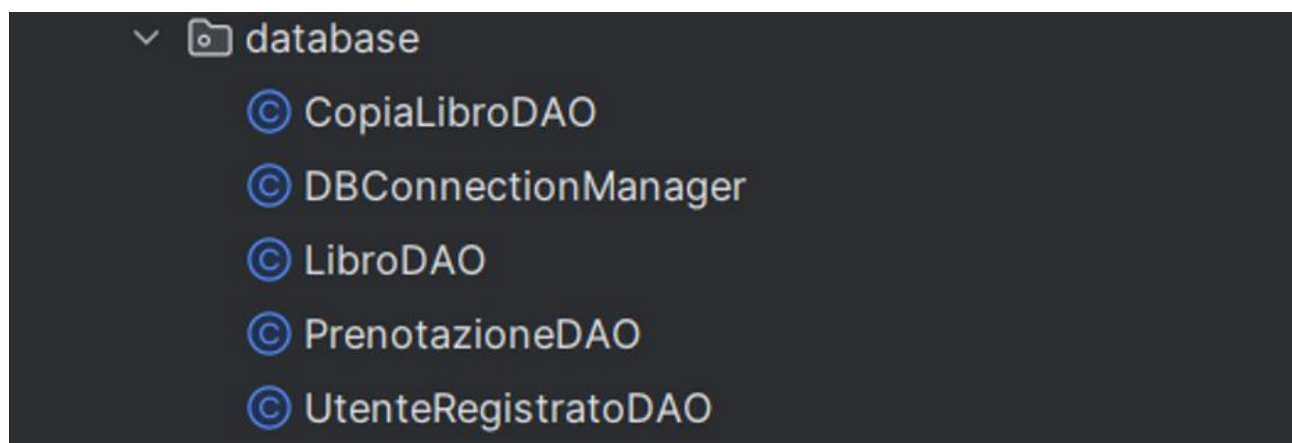 database
CopiaLibroDAO
DBConnectionManager
LibroDAO
PrenotazioneDAO
UtenteRegistratoDAO